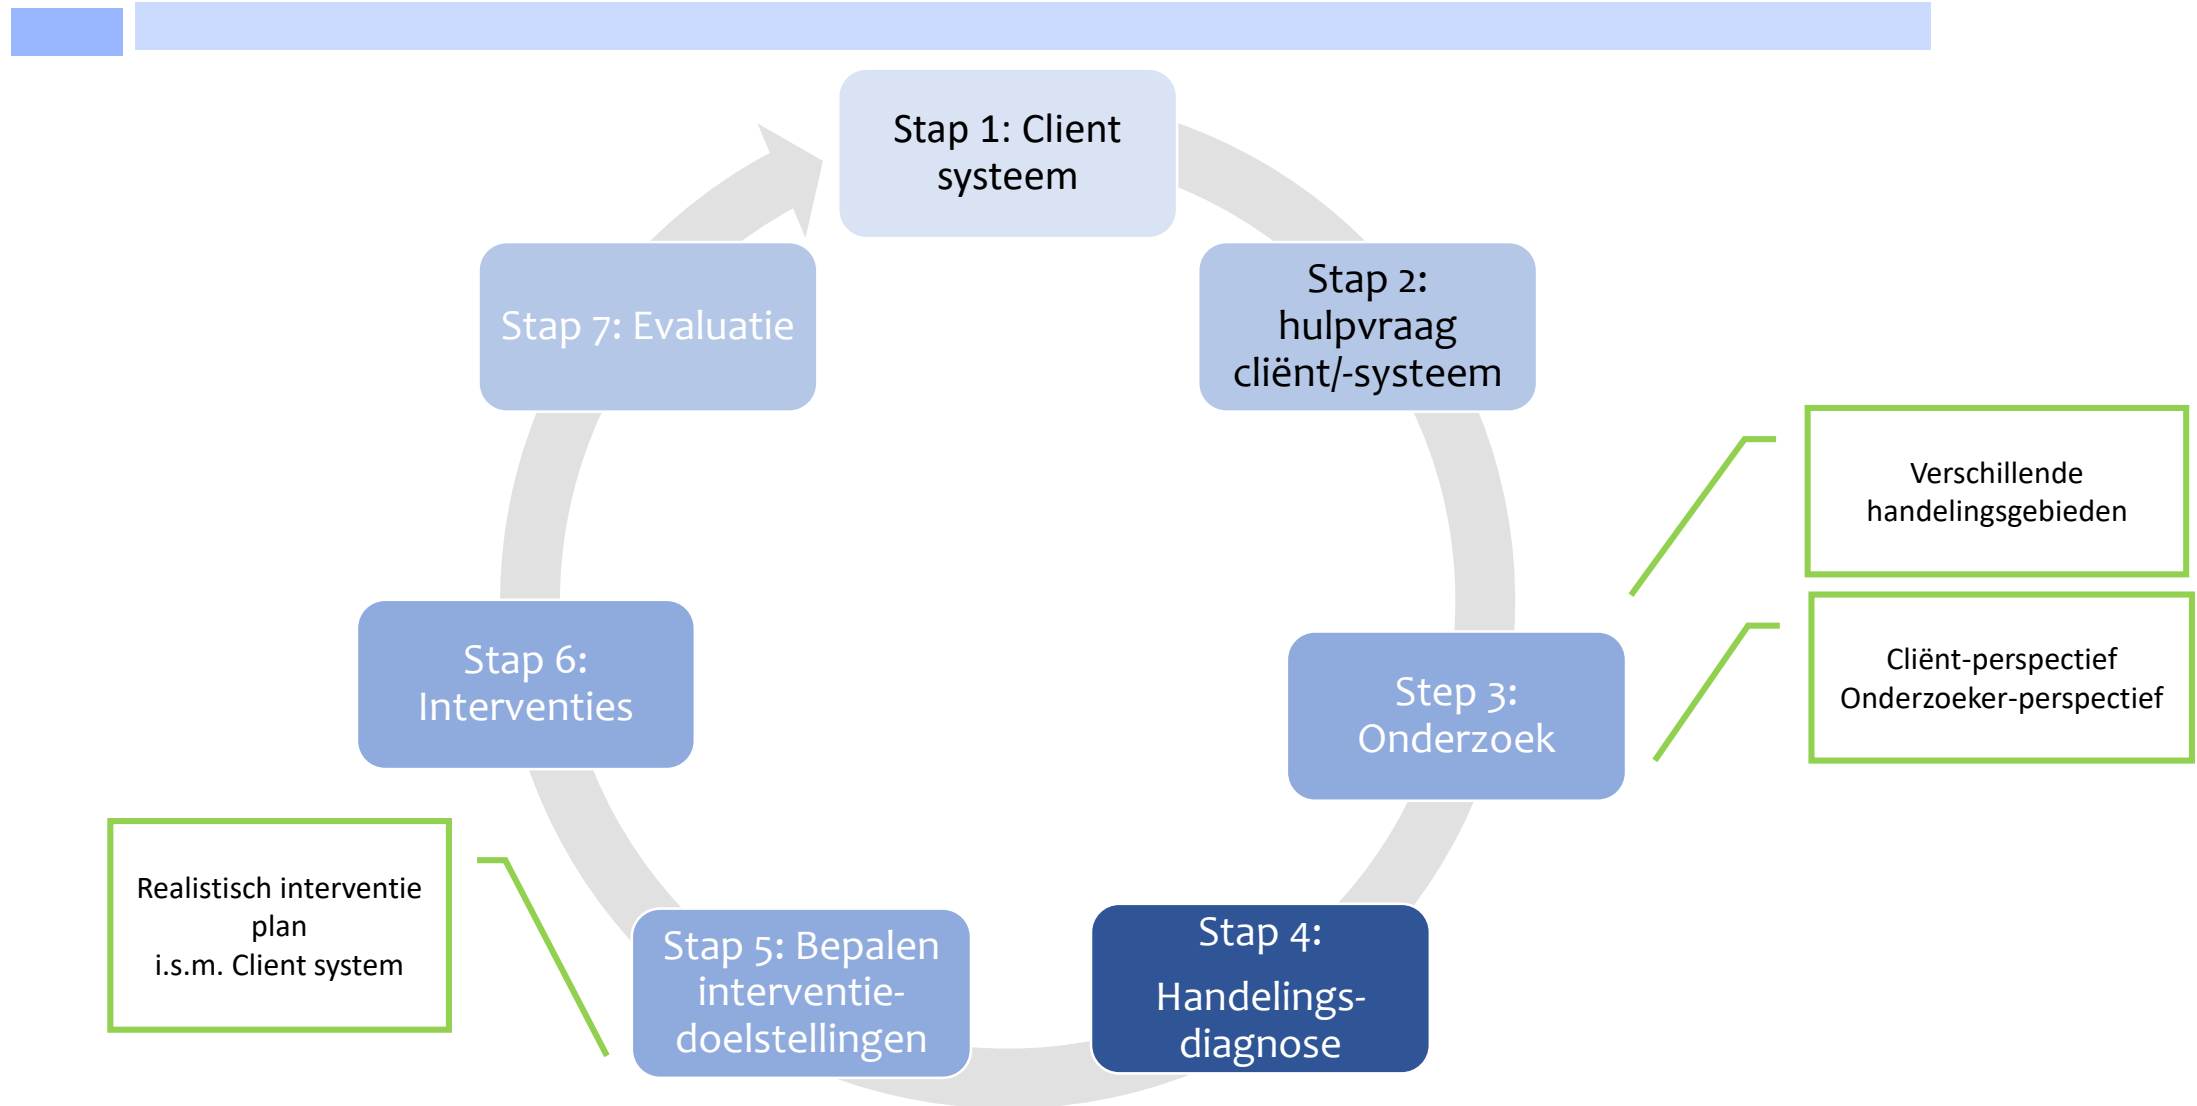 Stap 1: Client
systeem
Stap 2:
hulpvraag
cliënt/-systeem
Verschillende
handelingsgebieden
Cliënt-perspectief
Onderzoeker-perspectief
Step 3:
Onderzoek
Stap 4:
Handelings-
diagnose
Stap 5: Bepalen
interventie-
doelstellingen
Realistisch interventie
plan
i.s.m. Client system
Stap 6:
Interventies
Stap 7: Evaluatie